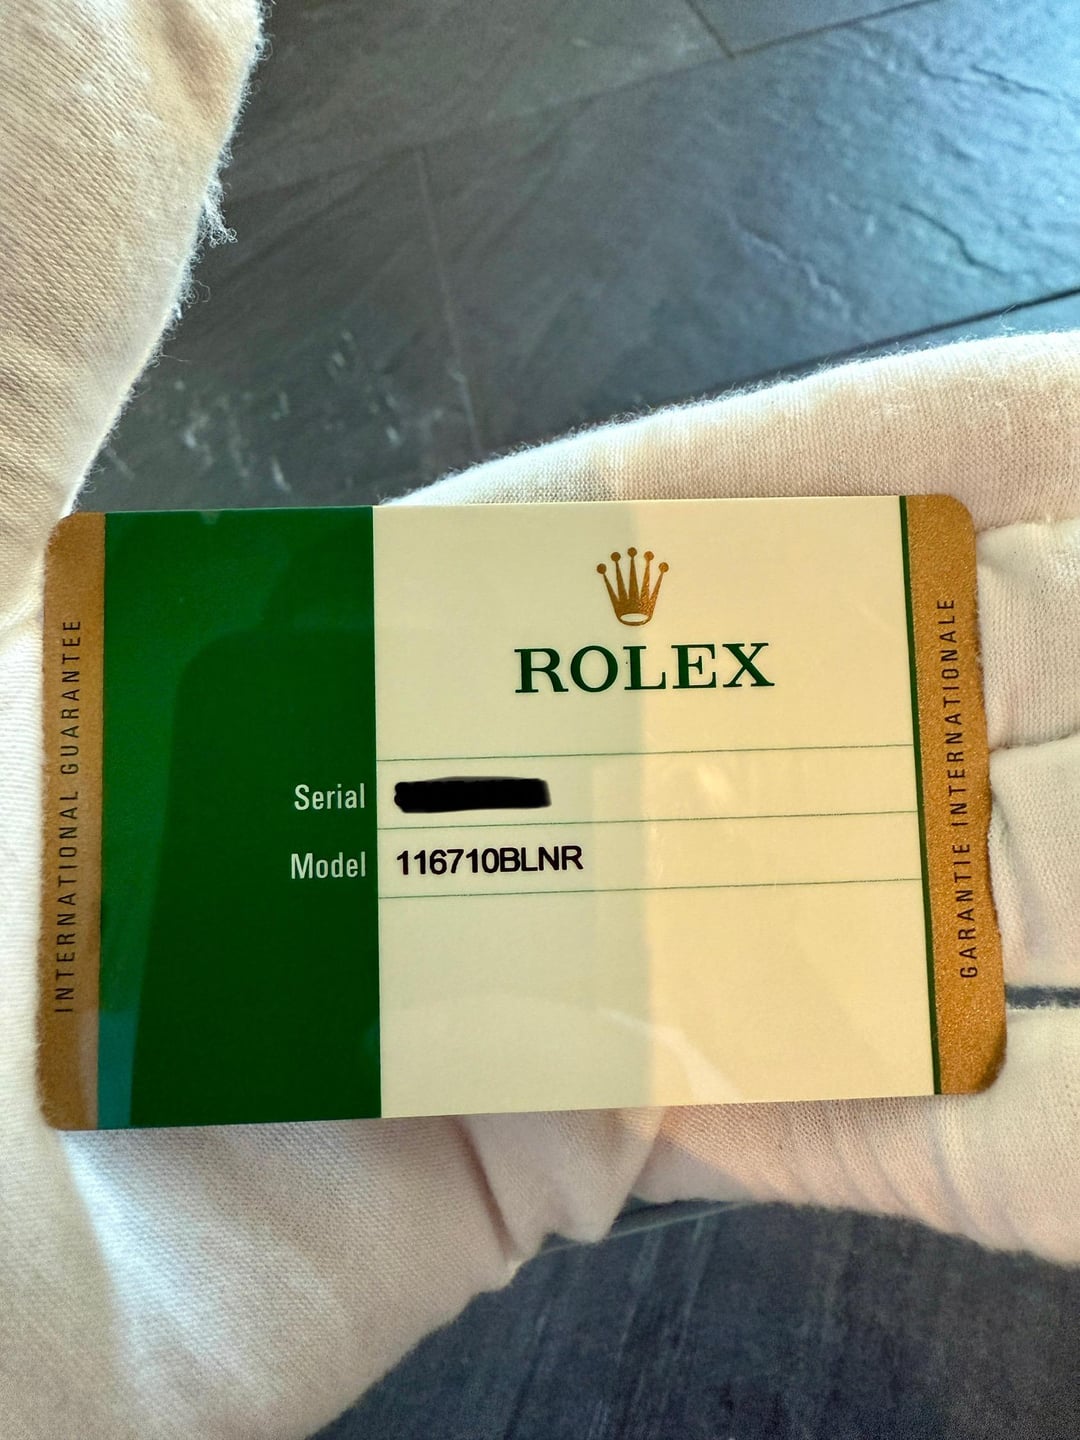 INTERNATIONAL GUARANTEE
ROLEX
Serial
Model 116710BLNR
GARANTIE INTERNATIONALE